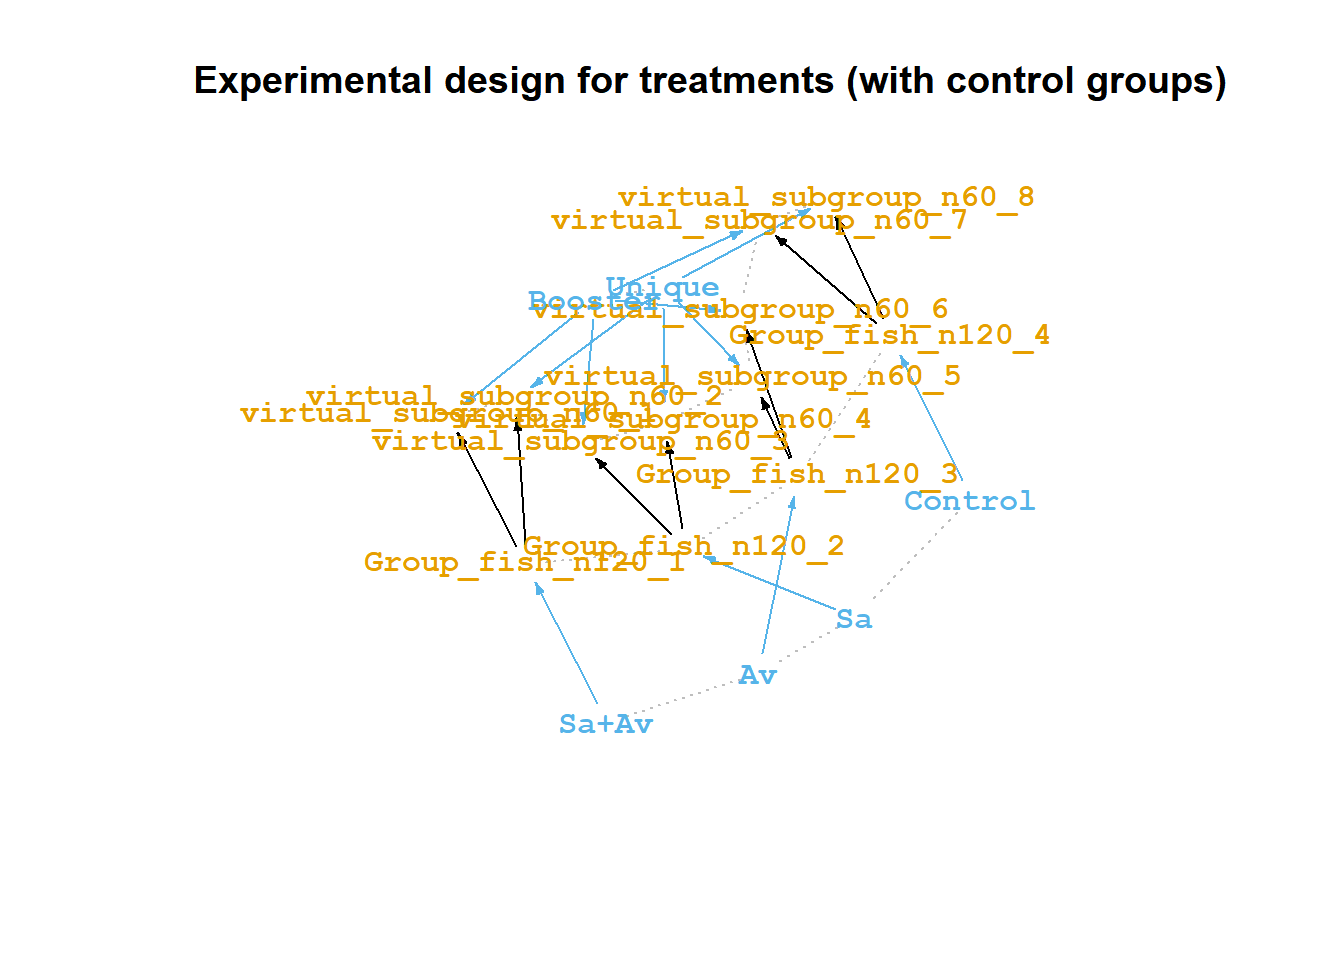 Experimental design for treatments (with control groups)
virtual_subgroup_n60_8
virtual_subgroup_n60_7
Unique
Booster
virtual_subgroup_n60_6
Group_fish_n120_4
virtual_subgroup_n60_5
virtual_subgroup_n60_2
virtual_subgroup_n60_1
virtual_subgroup_n60_4
virtual_subgroup_n60_3
Group_fish_n120_3
Control
Group_fish_n120_2
Group_fish_n120_1
Sa
Av
Sa+Av